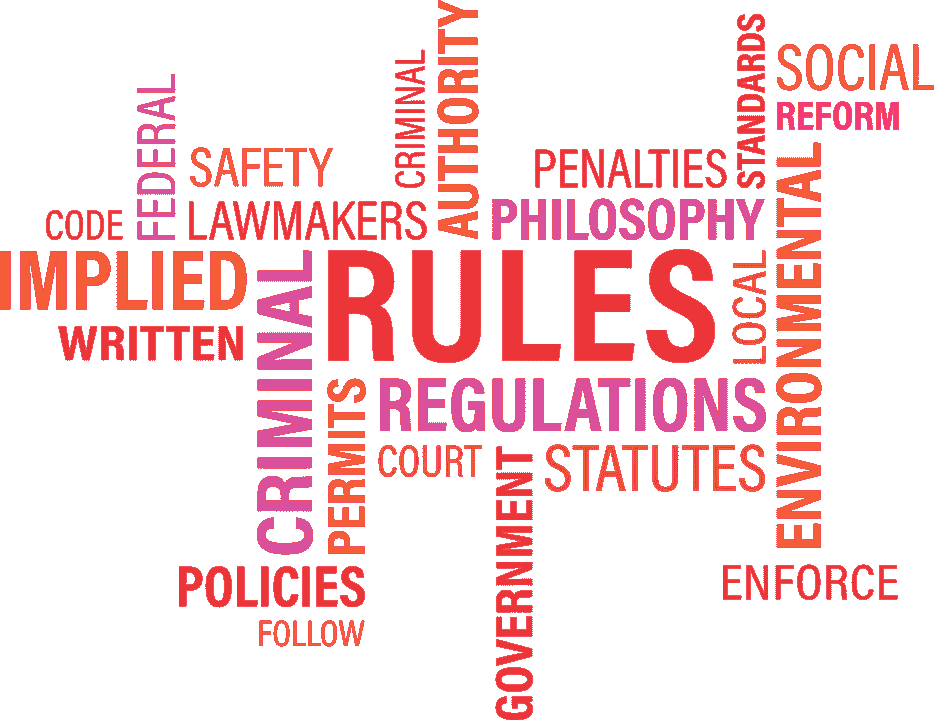 AUTHORITY
STANDARDS
SOCIAL
CRIMINAL
FEDERAL
REFORM
SAFETY
PENALTIES
ENVIRONMENTAL
CODE
LAWMAKERS
PHILOSOPHY
IMPLIED
CRIMINAL
RULES
LOCAL
WRITTEN
PERMITS
REGULATIONS
COURT
STATUTES
GOVERNMENT
POLICIES
ENFORCE
FOLLOW